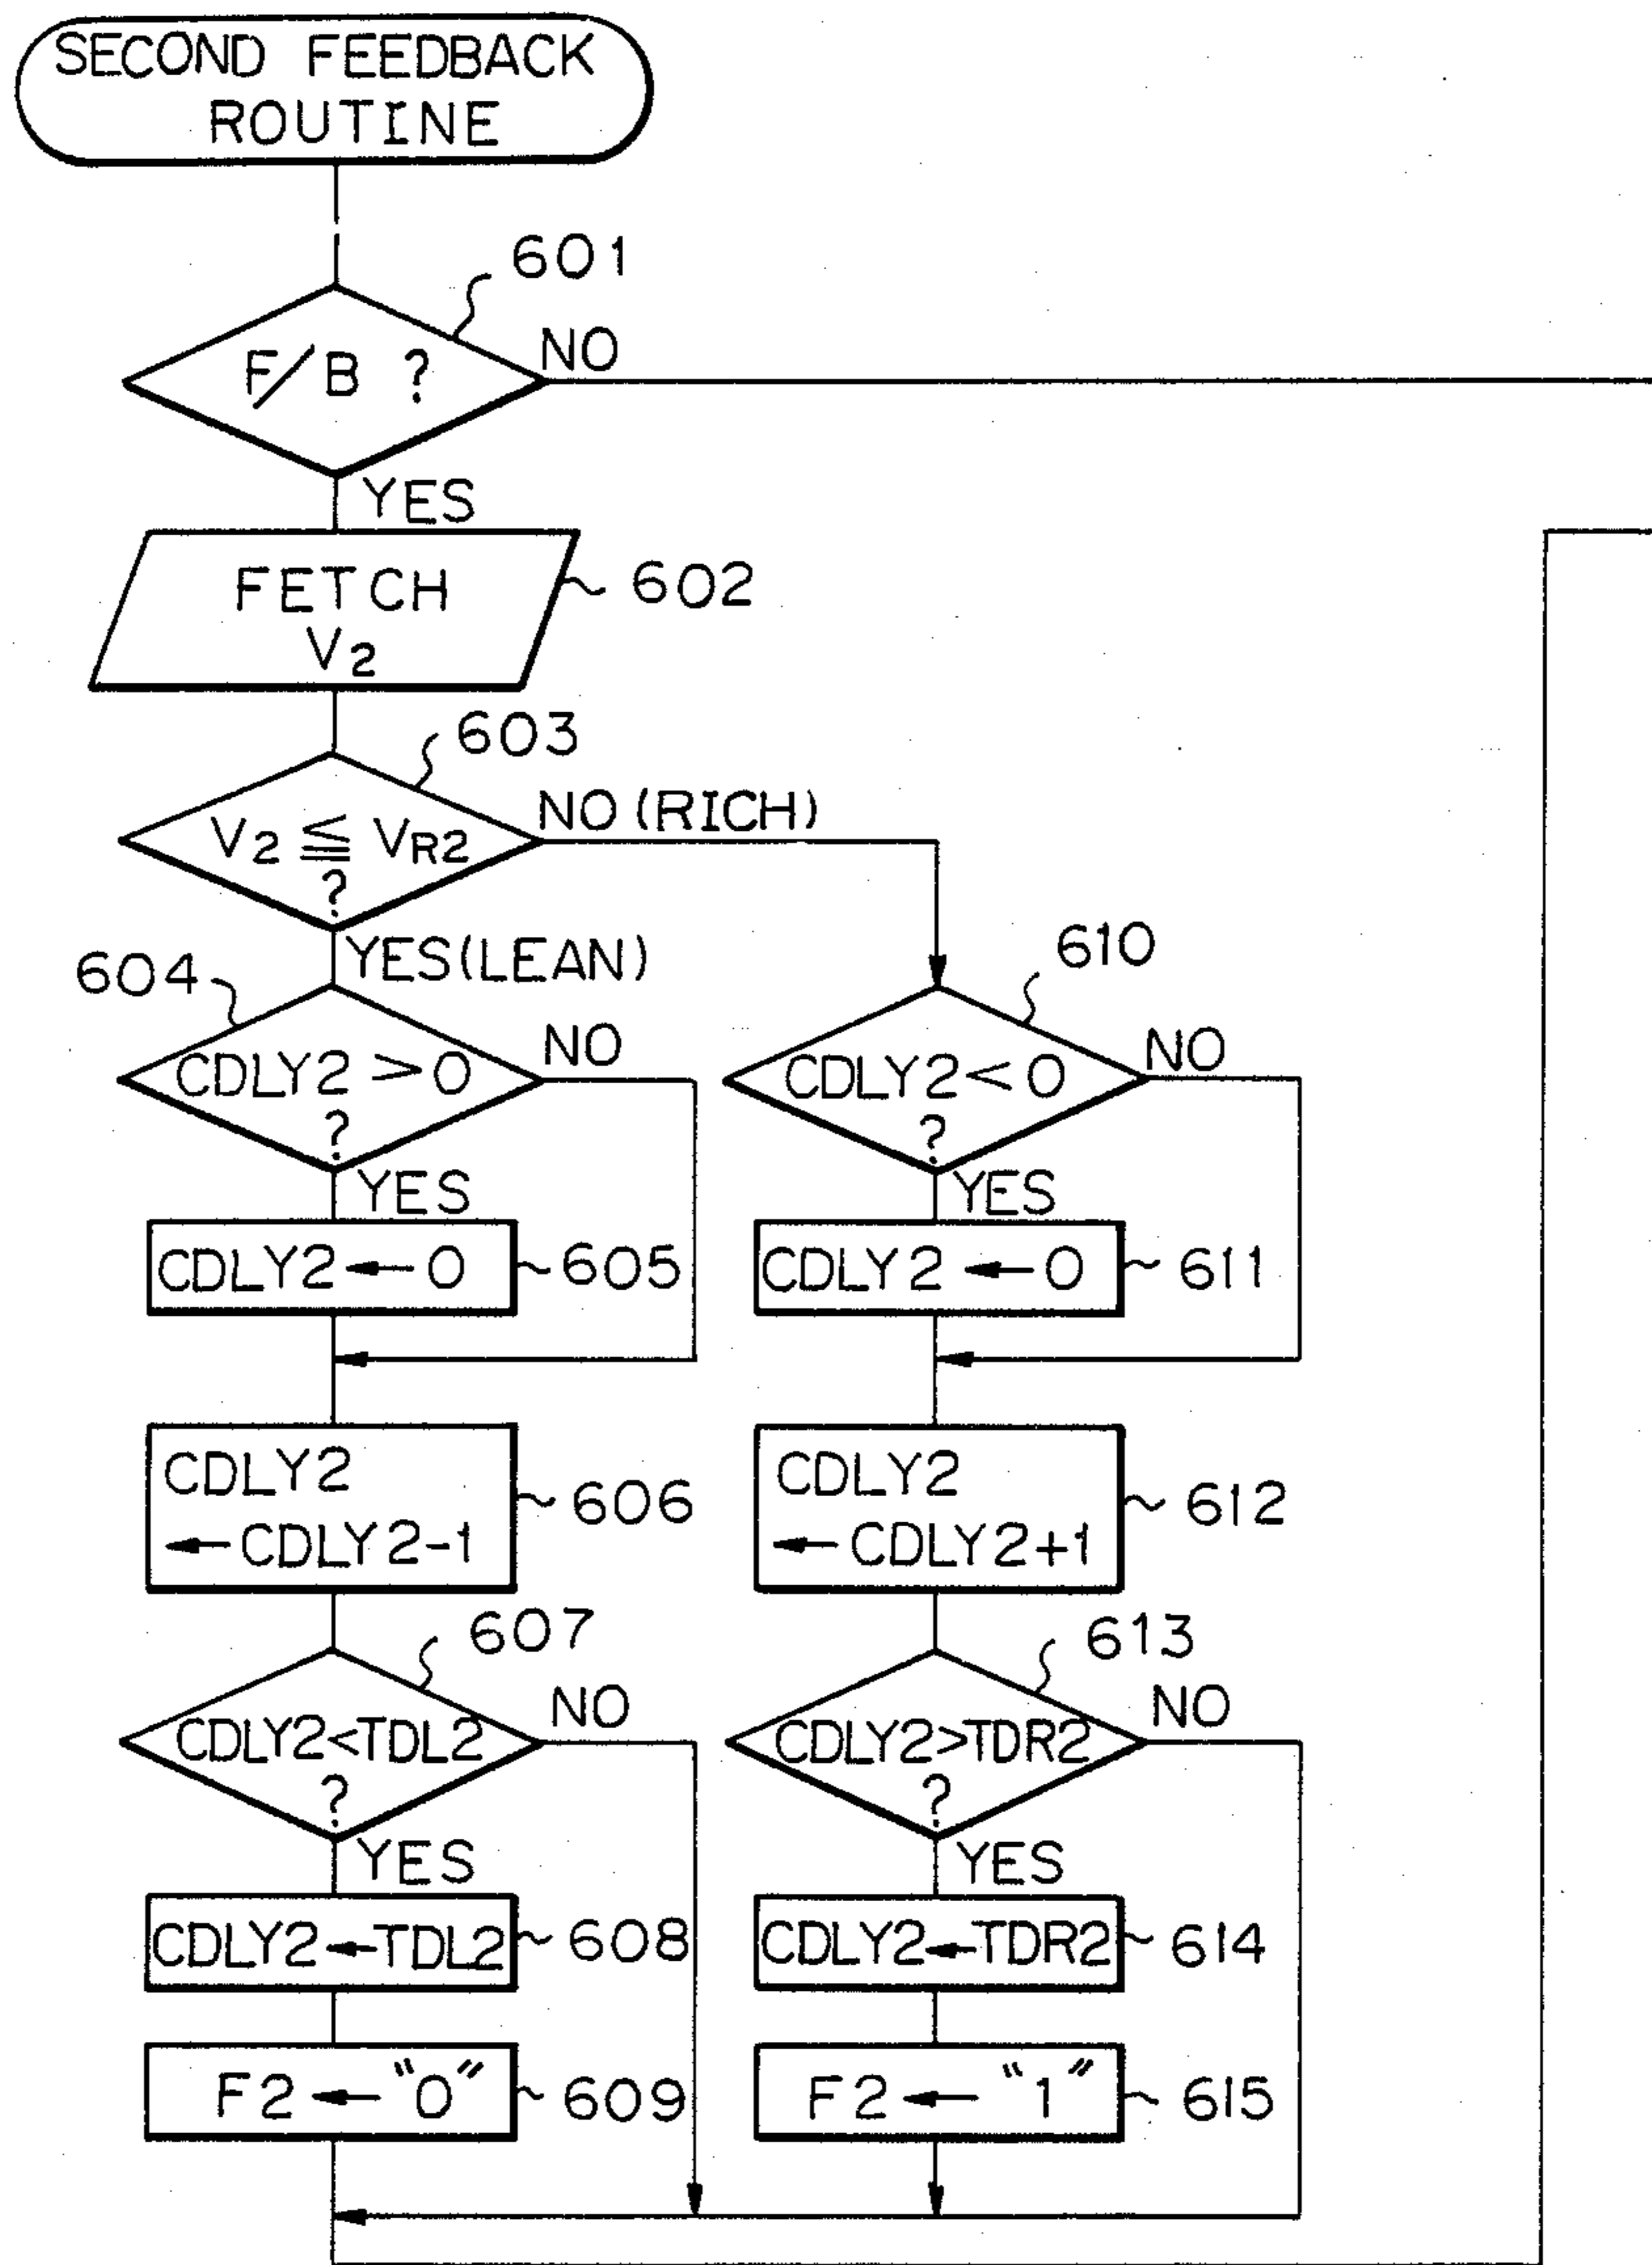 SECOND FEEDBACK
ROUTINE
601
F/B ?
NO
YES
FETCH
V2
602
603
V2 ≦ VR2
?
NO (RICH)
YES(LEAN)
604
CDLY2 > 0
?
NO
YES
CDLY2 ← 0
605
CDLY2
← CDLY2-1
606
607
CDLY2<TDL2
?
NO
YES
CDLY2←TDL2
608
F2 ← "0"
609
610
CDLY2 < 0
?
NO
YES
CDLY2 ← 0
611
CDLY2
← CDLY2+1
612
613
CDLY2>TDR2
?
NO
YES
CDLY2←TDR2
614
F2 ← "1"
615